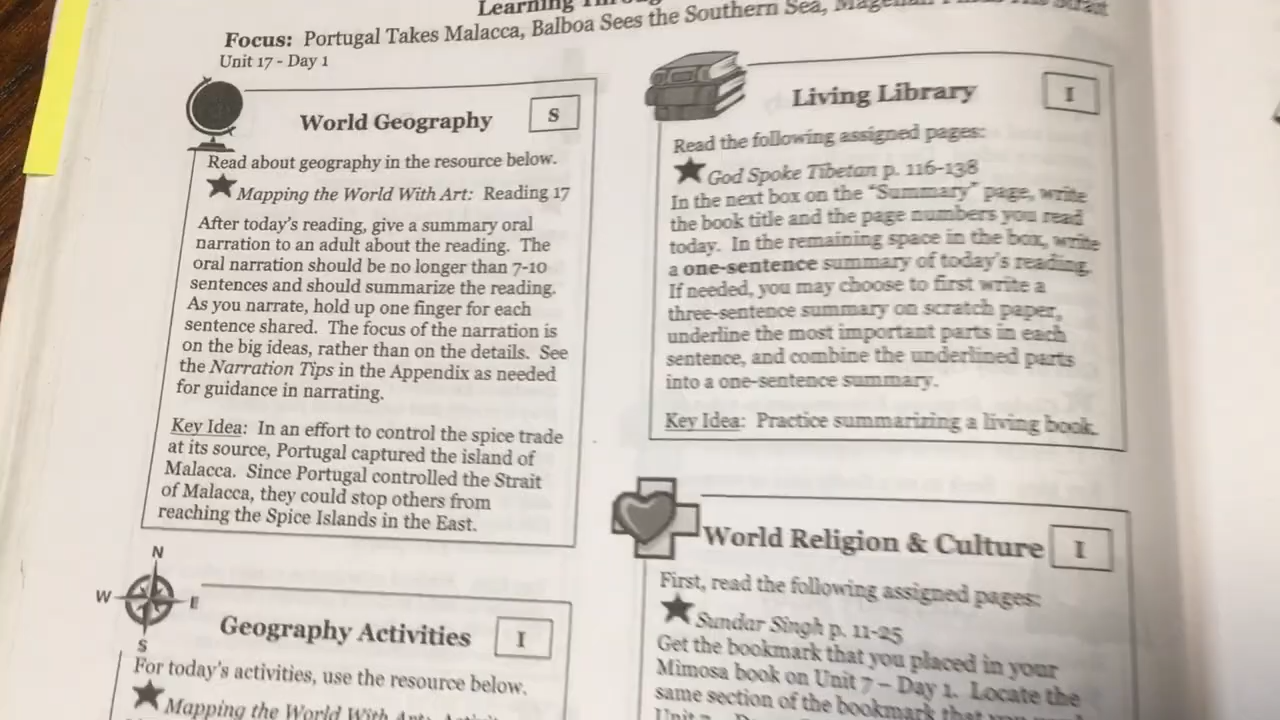 Learning
Focus: Portugal Takes Malacca, Balboa Sees the Southern Sea,
Unit 17 - Day 1
World Geography
S
Read about geography in the resource below.
Mapping the World With Art: Reading 17
After today's reading, give a summary oral
narration to an adult about the reading. The
oral narration should be no longer than 7-10
sentences and should summarize the reading.
As you narrate, hold up one finger for each
sentence shared. The focus of the narration is
on the big ideas, rather than on the details. See
the Narration Tips in the Appendix as needed
for guidance in narrating.
Key Idea: In an effort to control the spice trade
at its source, Portugal captured the island of
Malacca. Since Portugal controlled the Strait
of Malacca, they could stop others from
reaching the Spice Islands in the East.
N
W
E
S
Geography Activities
I
For today's activities, use the resource below.
Mapping the World With Art:
Living Library
I
Read the following assigned pages:
God Spoke Tibetan p. 116-138
In the next box on the "Summary" page, write
the book title and the page numbers you read
today. In the remaining space in the box, write
a one-sentence summary of today's reading.
If needed, you may choose to first write a
three-sentence summary on scratch paper,
underline the most important parts in each
sentence, and combine the underlined parts
into a one-sentence summary.
Key Idea: Practice summarizing a living book.
World Religion & Culture
I
First, read the following assigned pages:
Sundar Singh p. 11-25
Get the bookmark that you placed in your
Mimosa book on Unit 7 – Day 1. Locate the
same section of the bookmark that you